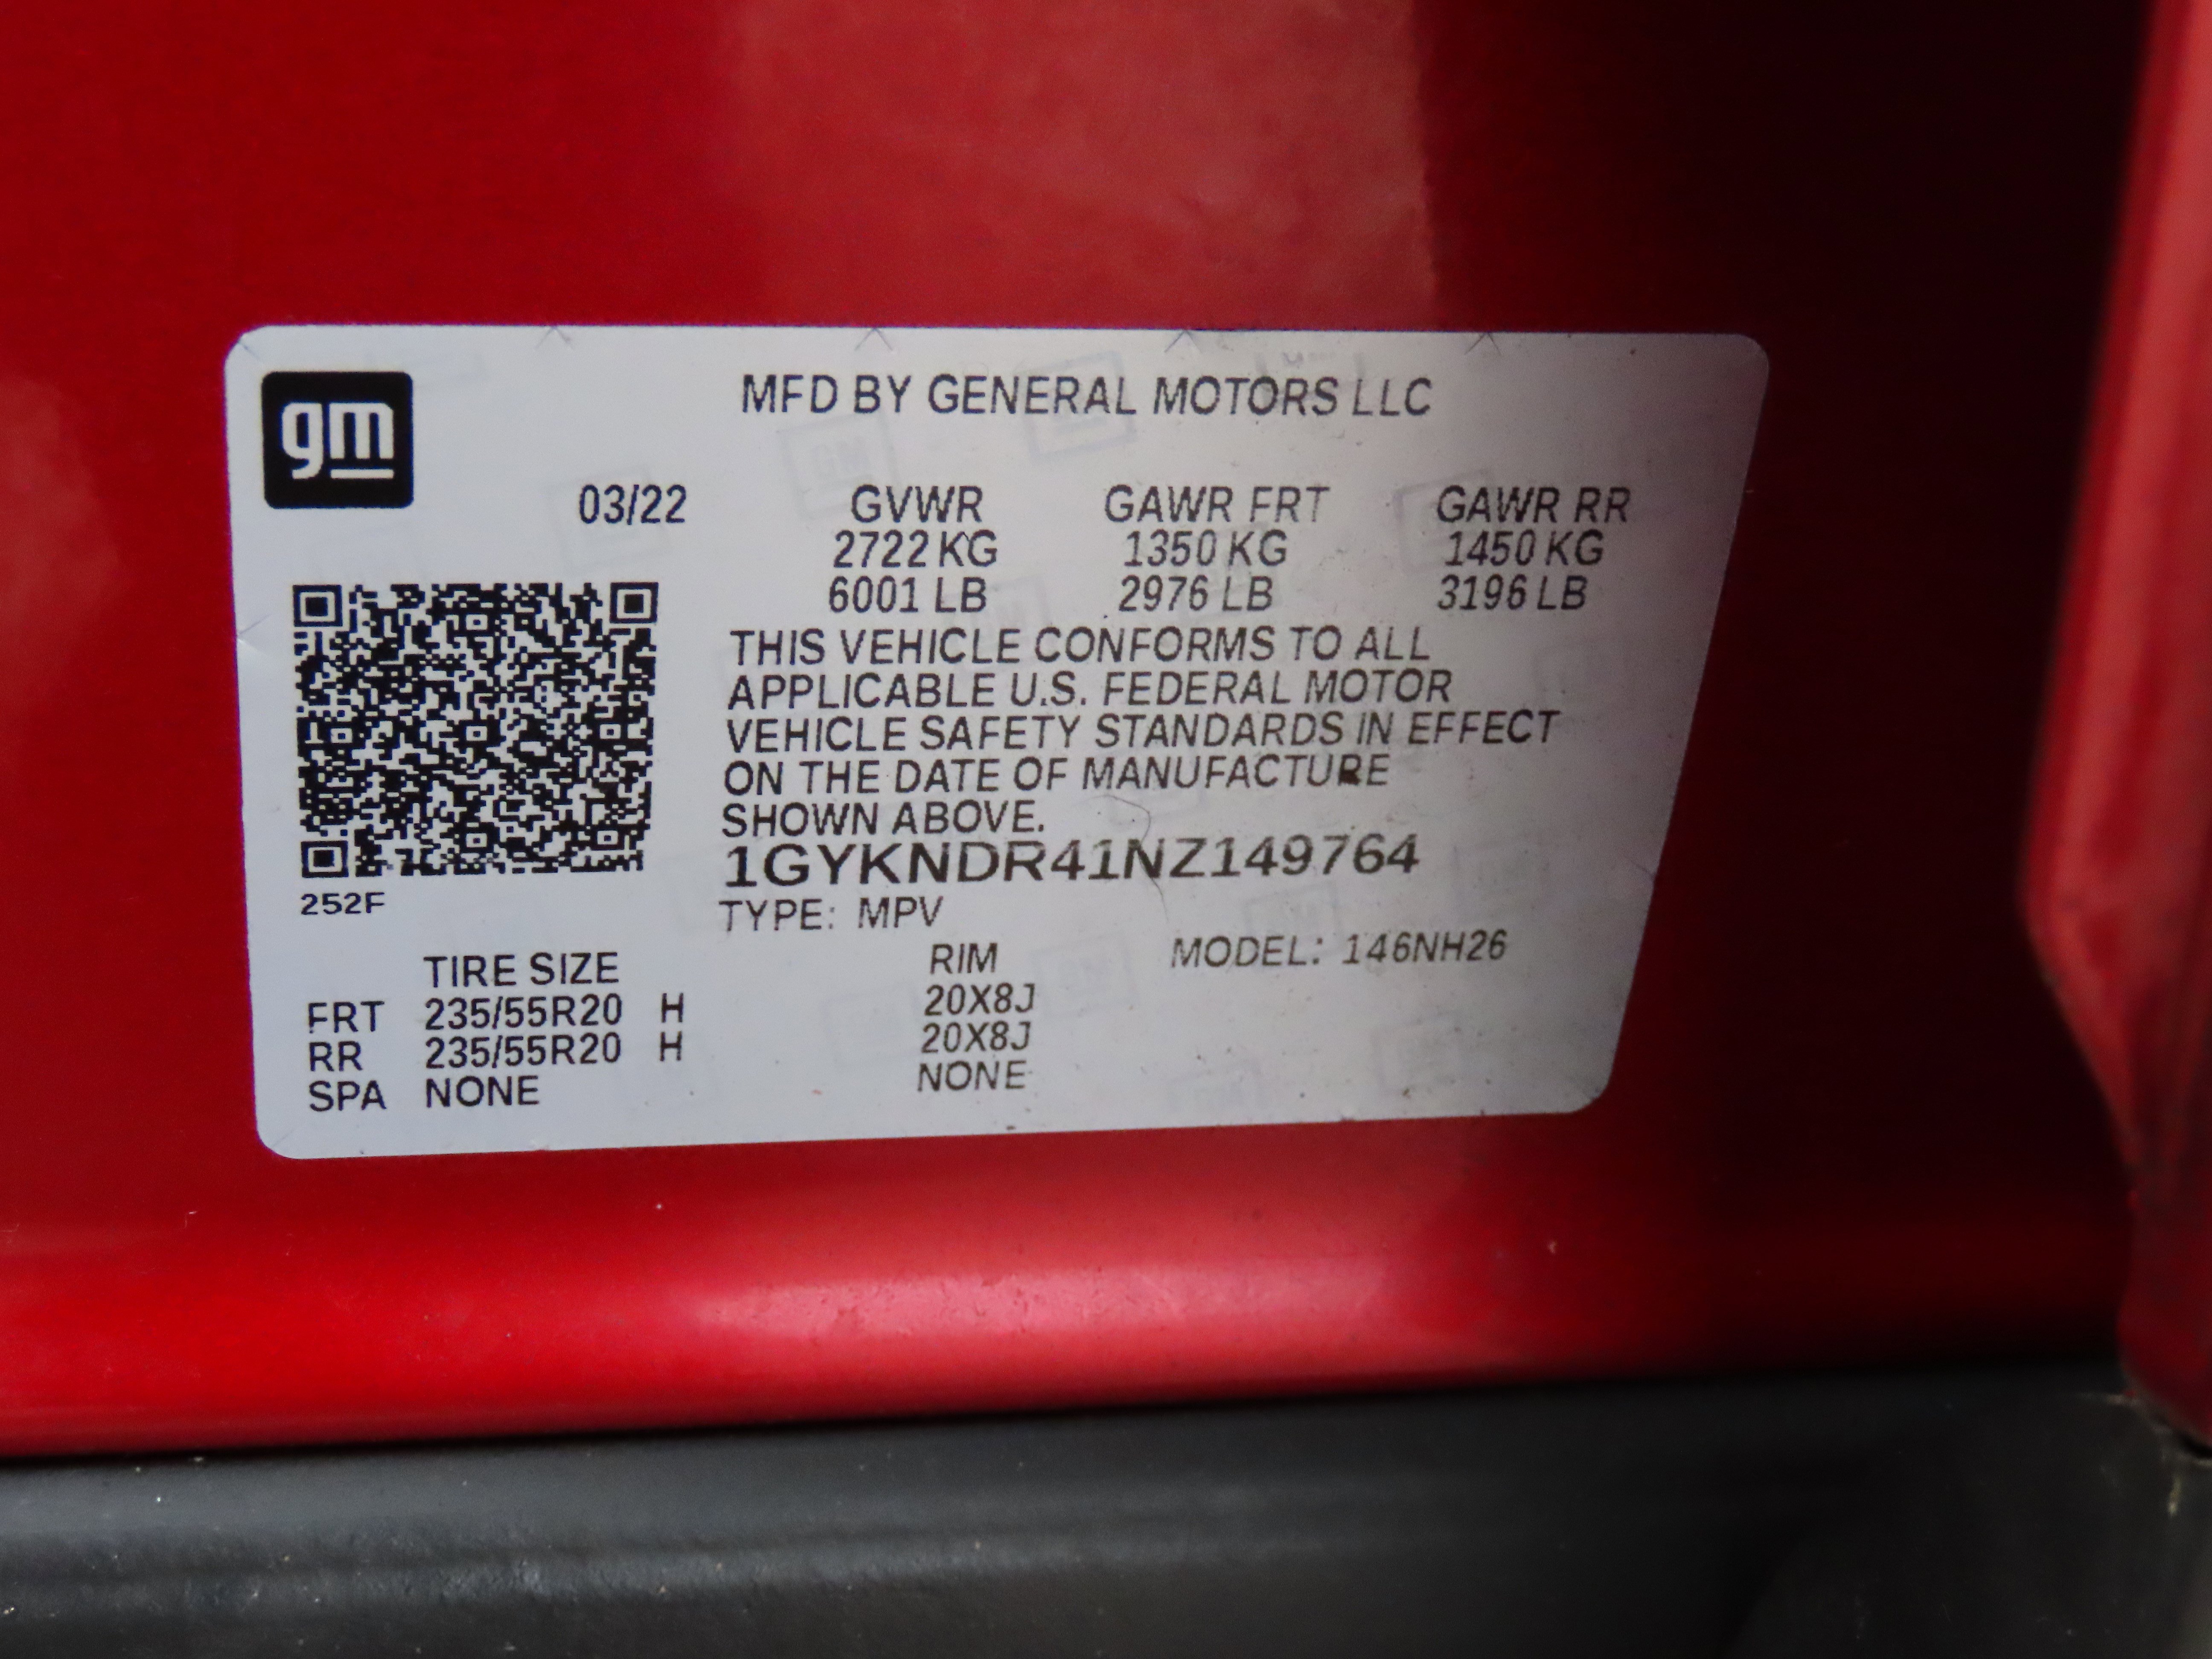 gm
MFD BY GENERAL MOTORS LLC
03/22 GVWR GAWR FRT GAWR RR
2722 KG 1350 KG 1450 KG
6001 LB 2976 LB 3196 LB
THIS VEHICLE CONFORMS TO ALL
APPLICABLE U.S. FEDERAL MOTOR
VEHICLE SAFETY STANDARDS IN EFFECT
ON THE DATE OF MANUFACTURE
SHOWN ABOVE.
1GYKNDR41NZ149764
252F
TYPE: MPV
TIRE SIZE RIM MODEL: 146NH26
FRT 235/55R20 H 20X8J
RR 235/55R20 H 20X8J
SPA NONE NONE